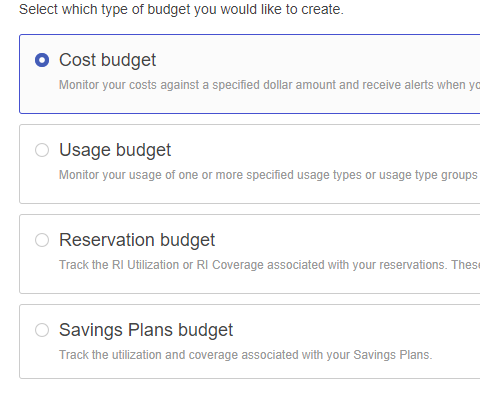 Select which type of budget you would like to create.
Cost budget
Monitor your costs against a specified dollar amount and receive alerts when
Usage budget
Monitor your usage of one or more specified usage types or usage type groups
Reservation budget
Track the RI Utilization or RI Coverage associated with your reservations.
Savings Plans budget
Track the utilization and coverage associated with your Savings Plans.